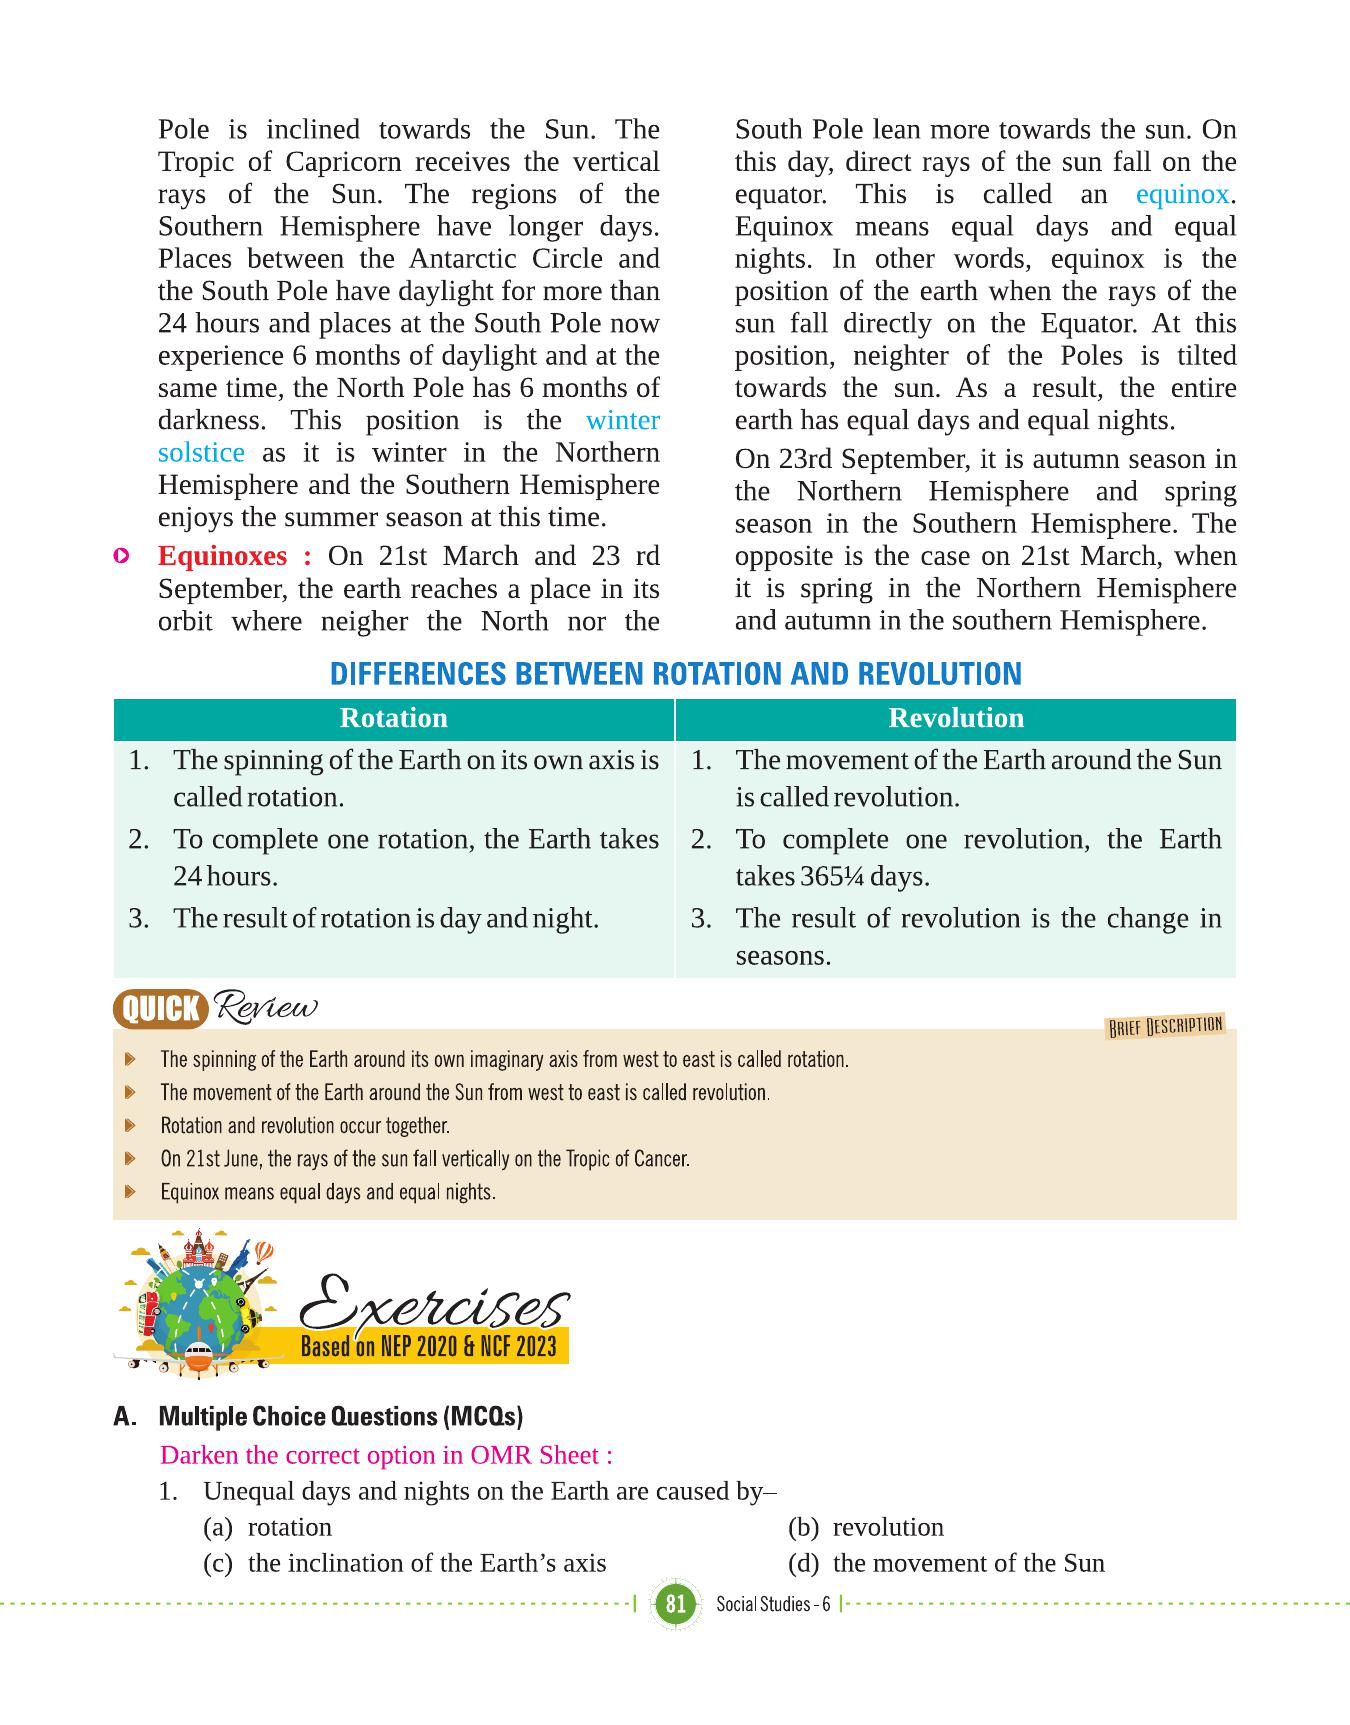 Pole is inclined towards the Sun. The
Tropic of Capricorn receives the vertical
rays of the Sun. The regions of the
Southern Hemisphere have longer days.
Places between the Antarctic Circle and
the South Pole have daylight for more than
24 hours and places at the South Pole now
experience 6 months of daylight and at the
same time, the North Pole has 6 months of
darkness. This position is the winter
solstice as it is winter in the Northern
Hemisphere and the Southern Hemisphere
enjoys the summer season at this time.
Equinoxes : On 21st March and 23 rd
September, the earth reaches a place in its
orbit where neigher the North nor the
South Pole lean more towards the sun. On
this day, direct rays of the sun fall on the
equator. This is called an equinox.
Equinox means equal days and equal
nights. In other words, equinox is the
position of the earth when the rays of the
sun fall directly on the Equator. At this
position, neighter of the Poles is tilted
towards the sun. As a result, the entire
earth has equal days and equal nights.
On 23rd September, it is autumn season in
the Northern Hemisphere and spring
season in the Southern Hemisphere. The
opposite is the case on 21st March, when
it is spring in the Northern Hemisphere
and autumn in the southern Hemisphere.
DIFFERENCES BETWEEN ROTATION AND REVOLUTION
Rotation
1. The spinning of the Earth on its own axis is
called rotation.
2. To complete one rotation, the Earth takes
24 hours.
3. The result of rotation is day and night.
Revolution
1. The movement of the Earth around the Sun
is called revolution.
2. To complete one revolution, the Earth
takes 365¼ days.
3. The result of revolution is the change in
seasons.
QUICK Review
BRIEF DESCRIPTION
The spinning of the Earth around its own imaginary axis from west to east is called rotation.
The movement of the Earth around the Sun from west to east is called revolution.
Rotation and revolution occur together.
On 21st June, the rays of the sun fall vertically on the Tropic of Cancer.
Equinox means equal days and equal nights.
Exercises
Based on NEP 2020 & NCF 2023
A. Multiple Choice Questions (MCQs)
Darken the correct option in OMR Sheet :
1. Unequal days and nights on the Earth are caused by–
(a) rotation (b) revolution
(c) the inclination of the Earth's axis (d) the movement of the Sun
81 Social Studies - 6